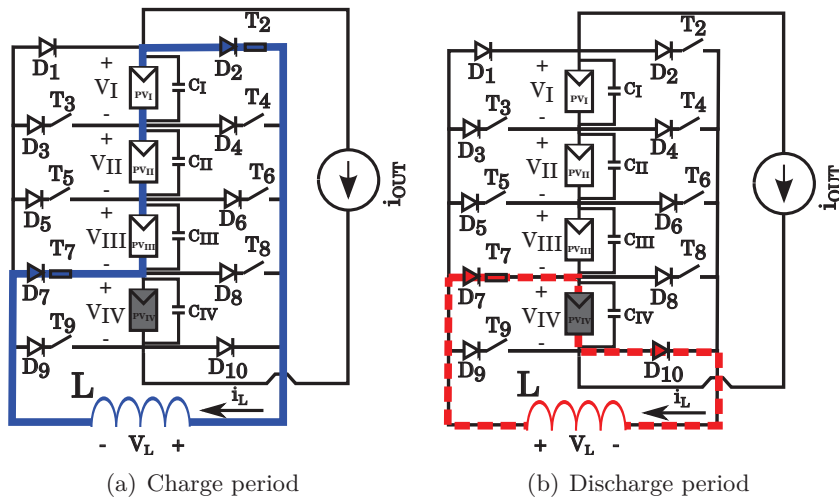 T2
D1
D2
+
VI
-
PVI
CI
T3
T4
D3
D4
+
VII
-
PVII
CII
T5
T6
D5
D6
+
VIII
-
PVIII
CIII
T7
T8
D7
D8
+
VIV
-
PVIV
CIV
T9
D9
D10
iOUT
L
iL
- VL +
(a) Charge period
T2
D1
D2
+
VI
-
PVI
CI
T3
T4
D3
D4
+
VII
-
PVII
CII
T5
T6
D5
D6
+
VIII
-
PVIII
CIII
T7
T8
D7
D8
+
VIV
-
PVIV
CIV
T9
D9
D10
iOUT
L
iL
+ VL -
(b) Discharge period